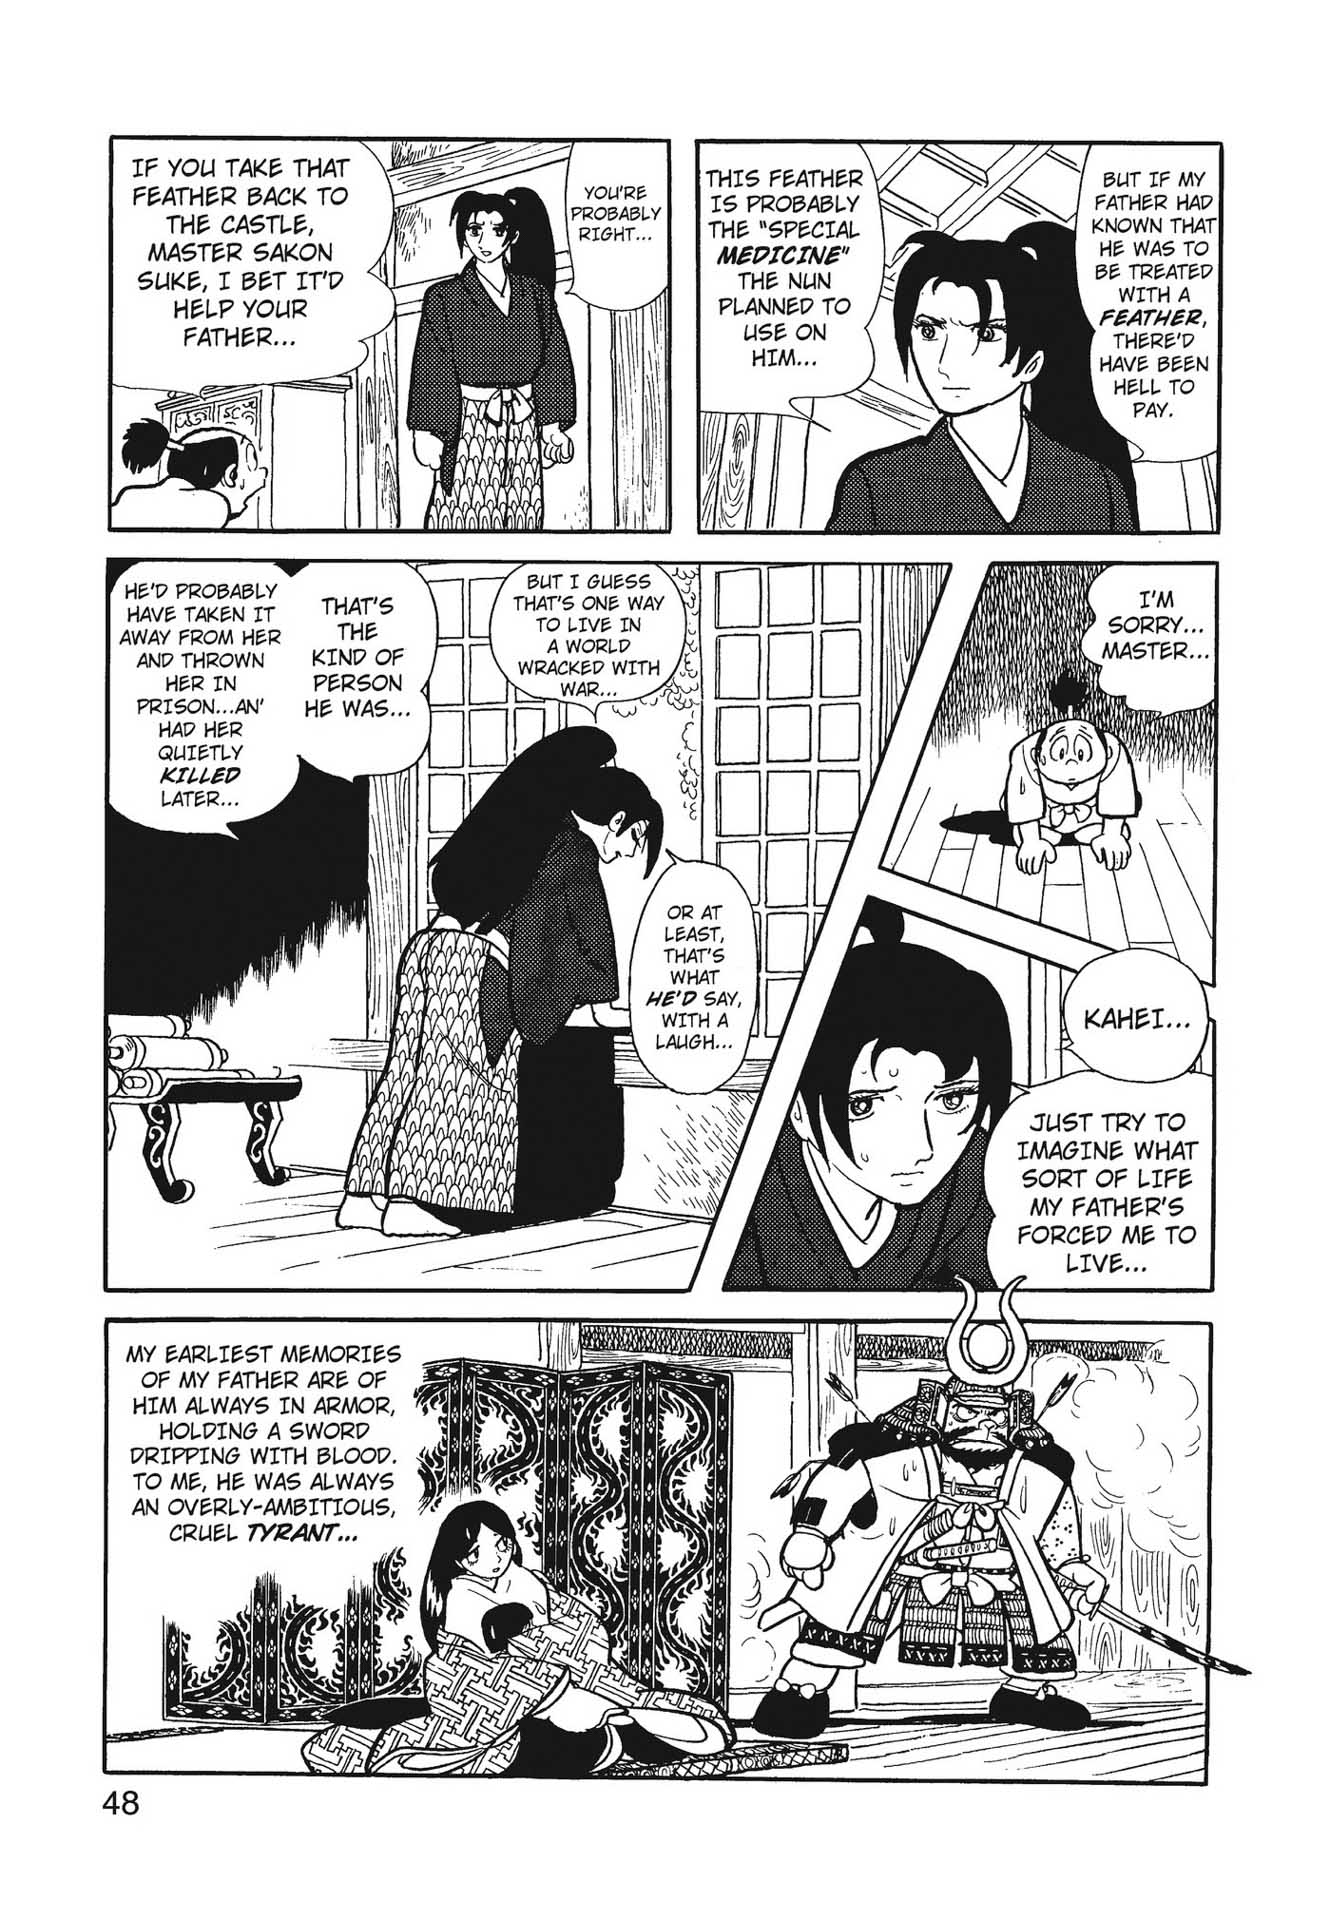 IF YOU TAKE THAT
FEATHER BACK TO
THE CASTLE,
MASTER SAKON
SUKE, I BET IT'D
HELP YOUR
FATHER...
YOU'RE
PROBABLY
RIGHT...
THIS FEATHER
IS PROBABLY
THE "SPECIAL
MEDICINE"
THE NUN
PLANNED TO
USE ON
HIM...
BUT IF MY
FATHER HAD
KNOWN THAT
HE WAS TO
BE TREATED
WITH A
FEATHER,
THERE'D
HAVE BEEN
HELL TO
PAY.
HE'D PROBABLY
HAVE TAKEN IT
AWAY FROM HER
AND THROWN
HER IN
PRISON...AN'
HAD HER
QUIETLY
KILLED
LATER...
THAT'S
THE
KIND OF
PERSON
HE WAS...
BUT I GUESS
THAT'S ONE WAY
TO LIVE IN
A WORLD
WRACKED WITH
WAR...
OR AT
LEAST,
THAT'S
WHAT
HE'D SAY,
WITH A
LAUGH...
I'M
SORRY...
MASTER...
KAHEI...
JUST TRY TO
IMAGINE WHAT
SORT OF LIFE
MY FATHER'S
FORCED ME TO
LIVE...
MY EARLIEST MEMORIES
OF MY FATHER ARE OF
HIM ALWAYS IN ARMOR,
HOLDING A SWORD
DRIPPING WITH BLOOD.
TO ME, HE WAS ALWAYS
AN OVERLY-AMBITIOUS,
CRUEL TYRANT...
48